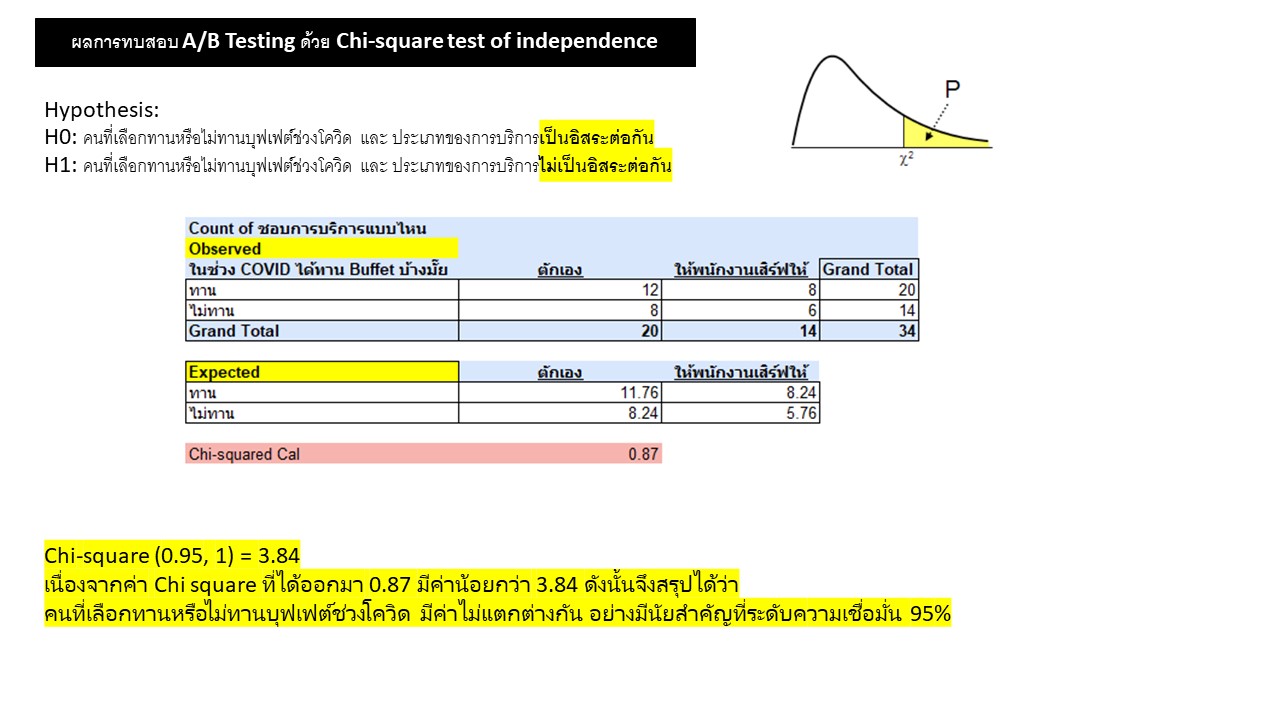 ผลการทบสอบ A/B Testing ด้วย Chi-square test of independence
P
χ²
Hypothesis:
H0: คนที่เลือกทานหรือไม่ทานบุฟเฟต์ช่วงโควิด และ ประเภทของการบริการเป็นอิสระต่อกัน
H1: คนที่เลือกทานหรือไม่ทานบุฟเฟต์ช่วงโควิด และ ประเภทของการบริการไม่เป็นอิสระต่อกัน
Count of ชอบการบริการแบบไหน
Observed
ในช่วง COVID ได้ทาน Buffet บ้างมั๊ย ตักเอง ให้พนักงานเสิร์ฟให้ Grand Total
ทาน 12 8 20
ไม่ทาน 8 6 14
Grand Total 20 14 34
Expected ตักเอง ให้พนักงานเสิร์ฟให้
ทาน 11.76 8.24
ไม่ทาน 8.24 5.76
Chi-squared Cal 0.87
Chi-square (0.95, 1) = 3.84
เนื่องจากค่า Chi square ที่ได้ออกมา 0.87 มีค่าน้อยกว่า 3.84 ดังนั้นจึงสรุปได้ว่า
คนที่เลือกทานหรือไม่ทานบุฟเฟต์ช่วงโควิด มีค่าไม่แตกต่างกัน อย่างมีนัยสำคัญที่ระดับความเชื่อมั่น 95%